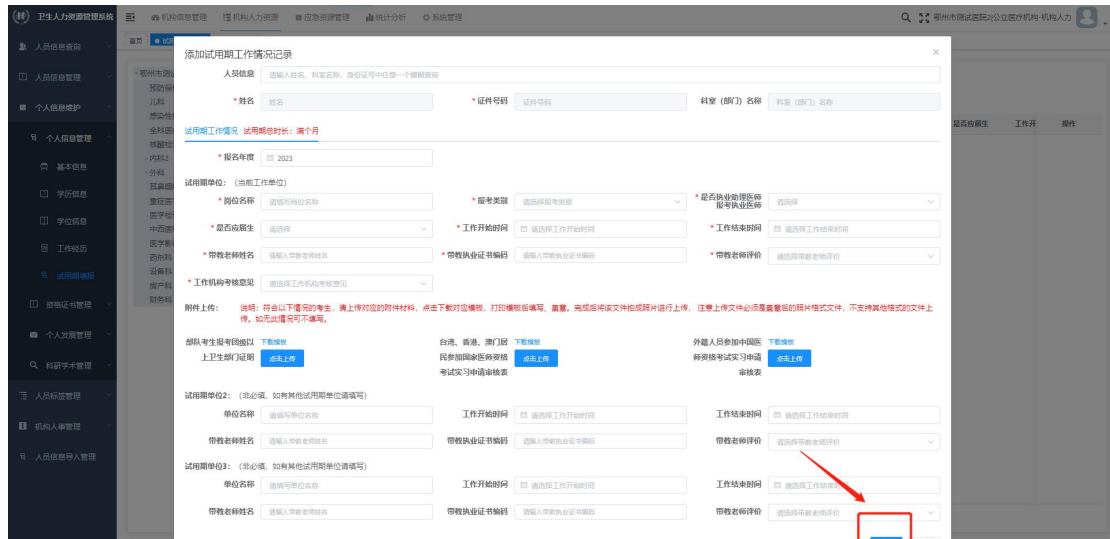 卫生人力资源管理系统 机构信息管理 机构人力资源 应急资源管理 统计分析 系统管理 鄂州市测试医院2|公立医疗机构-机构人力
人员信息查询
人员信息管理
个人信息维护
个人信息管理
基本信息
学历信息
学位信息
工作经历
试用期填报
资格证书管理
个人发展管理
科研学术管理
人员标签管理
机构人事管理
人员信息导入管理
首页
鄂州市测
预防保
儿科
感染性
全科医
核酸检
内科2
外科
耳鼻咽
重症医
医学检
中西医
医学影
药剂科
设备科
房产科
财务科
是否应届生 工作开 操作
添加试用期工作情况记录 ×
人员信息 请输入姓名、科室名称、身份证号中任意一个模糊查询
* 姓名 姓名 * 证件号码 证件号码 科室 (部门) 名称 科室 (部门) 名称
试用期工作情况 试用期总时长：满个月
* 报名年度 2023
试用期单位：(当前工作单位)
* 岗位名称 请填写岗位名称 * 报考类别 请选择报考类别 * 是否执业助理医师
报考执业医师 请选择
* 是否应届生 请选择 * 工作开始时间 请选择工作开始时间 * 工作结束时间 请选择工作结束时间
* 带教老师姓名 请输入带教老师姓名 * 带教执业证书编码 请输入带教执业证书编码 * 带教老师评价 请选择带教老师评价
* 工作机构考核意见 请选择工作机构考核意见
附件上传： 说明：符合以下情况的考生，请上传对应的附件材料，点击下载对应模板，打印模板后填写、盖章。完成后将该文件拍成照片进行上传，注意上传文件必须是盖章后的照片格式文件，不支持其他格式的文件上
传。如无此情况可不填写。
部队考生报考团级以 下载模板 台湾、香港、澳门居 下载模板 外籍人员参加中国医 下载模板
上卫生部门证明 点击上传 民参加国家医师资格 点击上传 师资格考试实习申请 点击上传
考试实习申请审核表 审核表
试用期单位2：(非必填，如有其他试用期单位请填写)
单位名称 请填写单位名称 工作开始时间 请选择工作开始时间 工作结束时间 请选择工作结束时间
带教老师姓名 请输入带教老师姓名 带教执业证书编码 请输入带教执业证书编码 带教老师评价 请选择带教老师评价
试用期单位3：(非必填，如有其他试用期单位请填写)
单位名称 请填写单位名称 工作开始时间 请选择工作开始时间 工作结束时间 请选择工作结束时间
带教老师姓名 请输入带教老师姓名 带教执业证书编码 请输入带教执业证书编码 带教老师评价 请选择带教老师评价